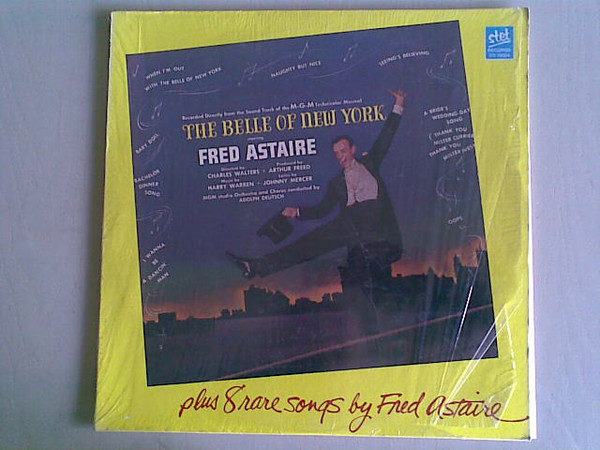 stet
RECORDS
WHEN I'M OUT
WITH THE BELLE OF NEW YORK
NAUGHTY BUT NICE
SEEING'S BELIEVING
BABY DOLL
BACHELOR
DINNER
SONG
I WANNA
BE
A DANCIN'
MAN
A BRIDE'S
WEDDING DAY
SONG
( THANK YOU
MISTER CURRIER
THANK YOU
MISTER IVES)
OOPS
Recorded Directly from the Sound Track of the M-G-M Technicolor Musical
THE BELLE OF NEW YORK
starring
FRED ASTAIRE
Directed by
CHARLES WALTERS
Produced by
ARTHUR FREED
Music by
HARRY WARREN
Lyrics by
JOHNNY MERCER
MGM studio Orchestra and Chorus conducted by
ADOLPH DEUTSCH
plus 8 rare songs by Fred Astaire